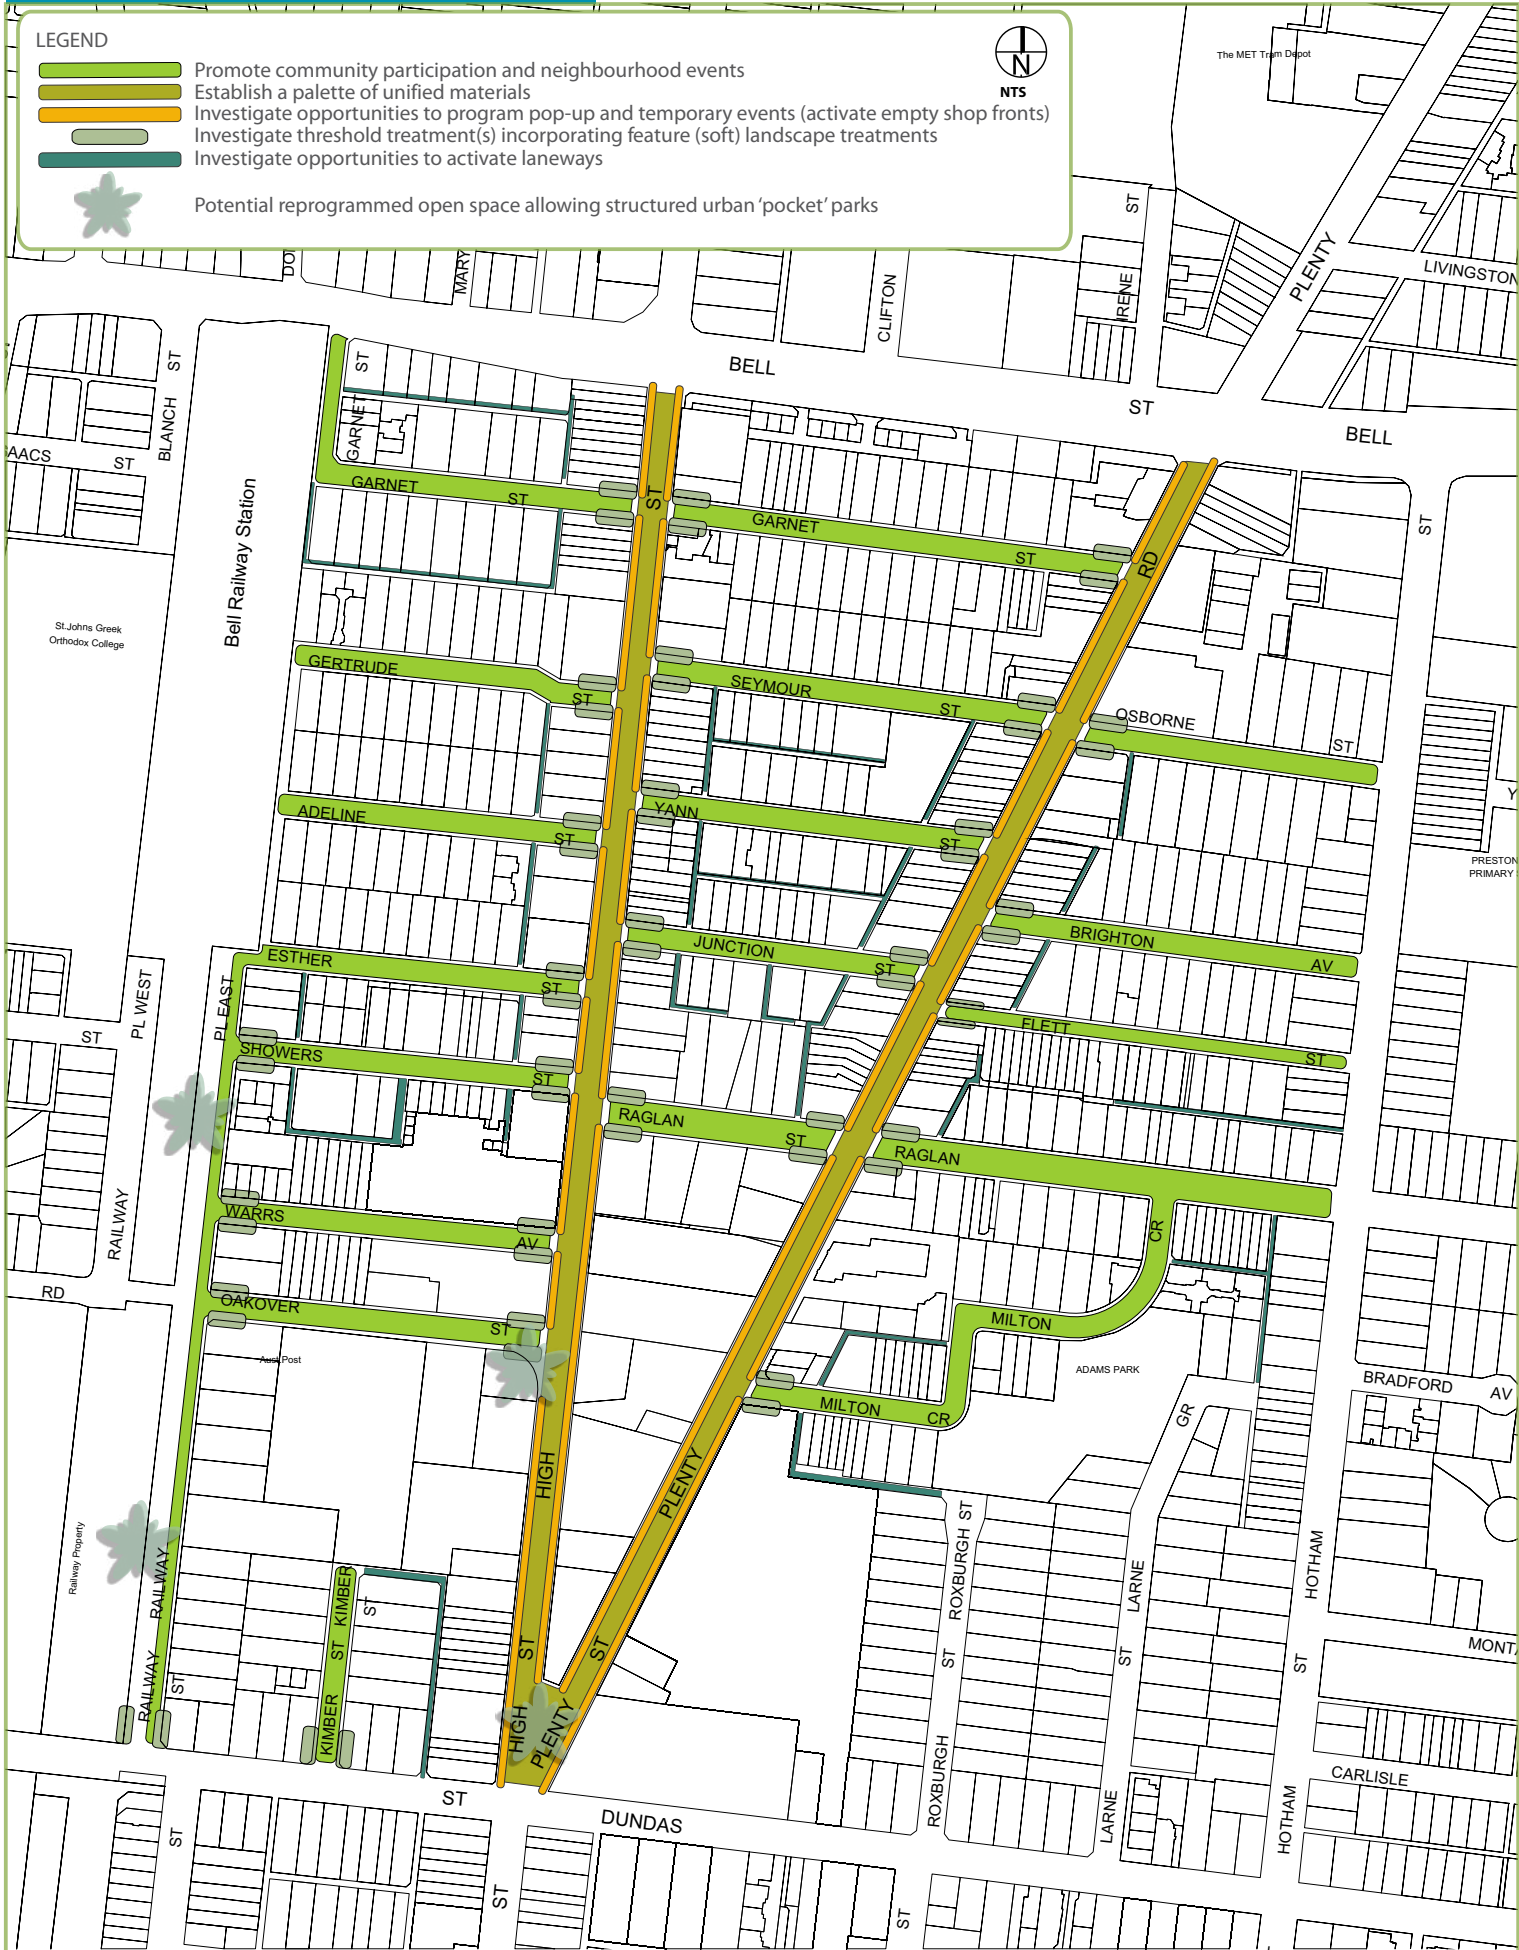 LEGEND
Promote community participation and neighbourhood events
Establish a palette of unified materials
Investigate opportunities to program pop-up and temporary events (activate empty shop fronts)
Investigate threshold treatment(s) incorporating feature (soft) landscape treatments
Investigate opportunities to activate laneways
Potential reprogrammed open space allowing structured urban 'pocket' parks
N
NTS
The MET Tram Depot
ST
PLENTY
LIVINGSTON
MARY
CLIFTON
IRENE
ST
BLANCH
ST
GARNET
BELL
ST
BELL
AACS
ST
GARNET
ST
ST
GARNET
ST
RD
ST
Bell Railway Station
St.Johns Greek
Orthodox College
GERTRUDE
ST
SEYMOUR
ST
OSBORNE
ST
ADELINE
ST
YANN
ST
Y
PRESTON
PRIMARY
ESTHER
ST
JUNCTION
ST
BRIGHTON
AV
PL WEST
PL EAST
ST
SHOWERS
ST
FLETT
ST
RAGLAN
ST
RAGLAN
RAILWAY
WARRS
AV
CR
RD
OAKOVER
ST
MILTON
Aust.Post
ADAMS PARK
BRADFORD
AV
MILTON
CR
GR
HIGH
PLENTY
Railway Property
RAILWAY
KIMBER
ST
ROXBURGH ST
LARNE
HOTHAM
RAILWAY
ST
KIMBER
ST
ST
ST
ST
ST
ST
MONTA
HIGH
PLENTY
ROXBURGH
LARNE
HOTHAM
CARLISLE
ST
DUNDAS
ST
ST
ST